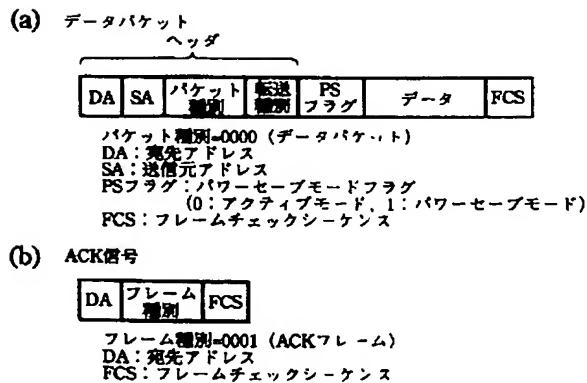 (a) データパケット
ヘッダ
DA SA パケット種別 転送種別 PSフラグ データ FCS
パケット種別=0000（データパケット）
DA：宛先アドレス
SA：送信元アドレス
PSフラグ：パワーセーブモードフラグ
（0：アクティブモード，1：パワーセーブモード）
FCS：フレームチェックシーケンス
(b) ACK信号
DA フレーム種別 FCS
フレーム種別=0001（ACKフレーム）
DA：宛先アドレス
FCS：フレームチェックシーケンス